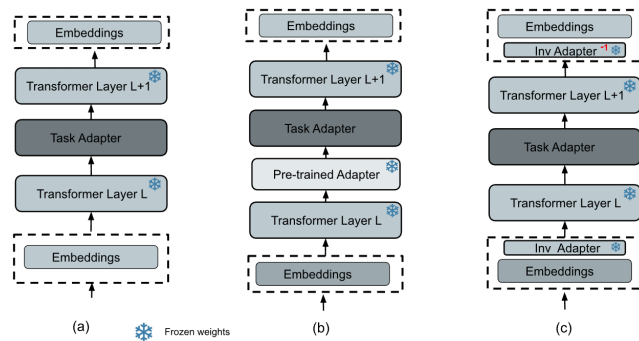 Embeddings
Transformer Layer L+1
Task Adapter
Transformer Layer L
Embeddings
(a)
Frozen weights
Embeddings
Transformer Layer L+1
Task Adapter
Pre-trained Adapter
Transformer Layer L
Embeddings
(b)
Embeddings
Inv Adapter -1
Transformer Layer L+1
Task Adapter
Transformer Layer L
Inv Adapter
Embeddings
(c)